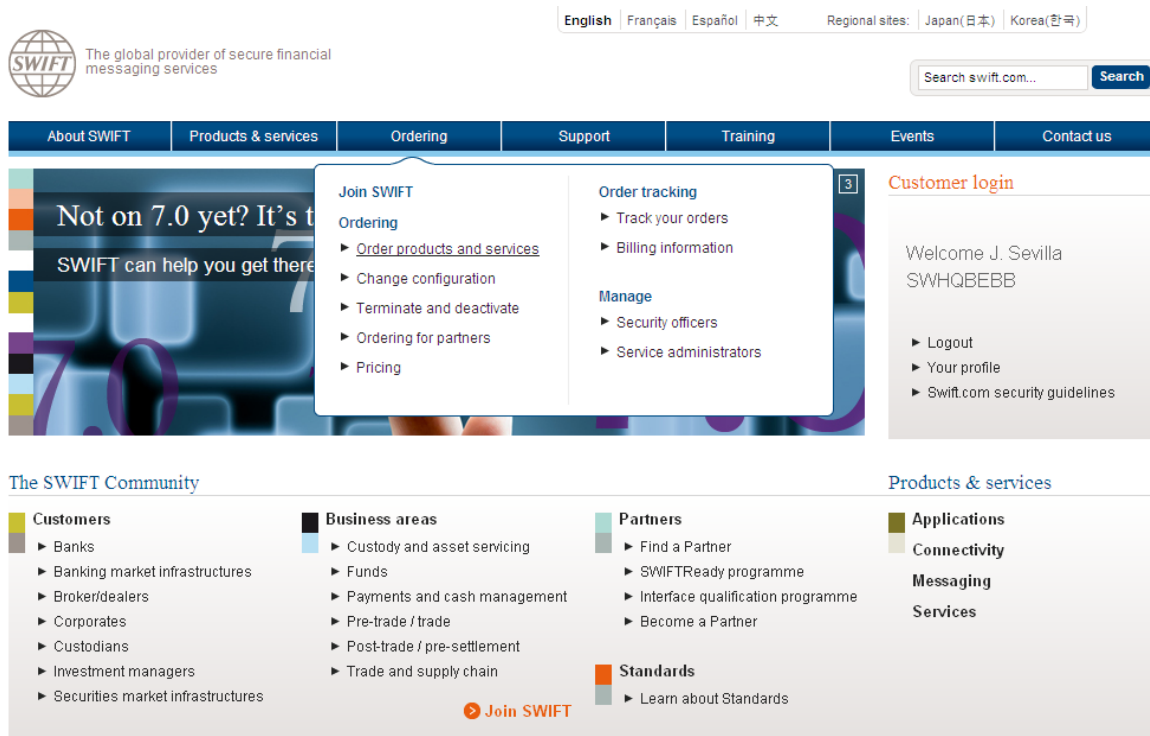 English Français Español 中文 Regional sites: Japan(日本) Korea(한국)
SWIFT
The global provider of secure financial
messaging services
Search swift.com... Search
About SWIFT Products & services Ordering Support Training Events Contact us
Not on 7.0 yet? It's t
SWIFT can help you get there
7.0
Join SWIFT
Ordering
Order products and services
Change configuration
Terminate and deactivate
Ordering for partners
Pricing
Order tracking
Track your orders
Billing information
Manage
Security officers
Service administrators
3
Customer login
Welcome J. Sevilla
SWHQBEBB
Logout
Your profile
Swift.com security guidelines
The SWIFT Community
Customers
Banks
Banking market infrastructures
Broker/dealers
Corporates
Custodians
Investment managers
Securities market infrastructures
Business areas
Custody and asset servicing
Funds
Payments and cash management
Pre-trade / trade
Post-trade / pre-settlement
Trade and supply chain
Join SWIFT
Partners
Find a Partner
SWIFTReady programme
Interface qualification programme
Become a Partner
Standards
Learn about Standards
Products & services
Applications
Connectivity
Messaging
Services